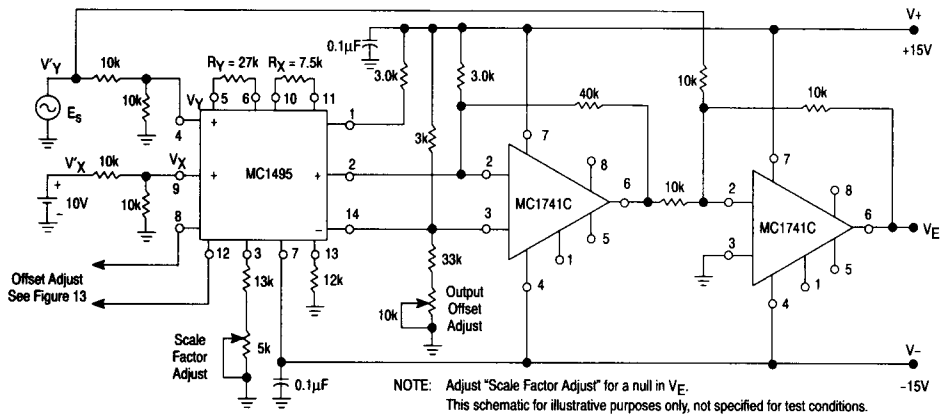 V+
+15V
0.1μF
V'Y
10k
10k
ES
RY = 27k
RX = 7.5k
VY
5
6
10
11
4
+
1
3.0k
3k
3.0k
40k
10k
10k
V'X
10k
VX
9
+
MC1495
+
2
2
7
8
6
10k
2
7
8
6
VE
10V
+
−
10k
8
−
14
3
MC1741C
5
1
4
3
MC1741C
5
1
4
12
3
7
13
Offset Adjust
See Figure 13
13k
12k
33k
10k
Output
Offset
Adjust
Scale
Factor
Adjust
5k
0.1μF
V−
−15V
NOTE: Adjust "Scale Factor Adjust" for a null in VE.
This schematic for illustrative purposes only, not specified for test conditions.